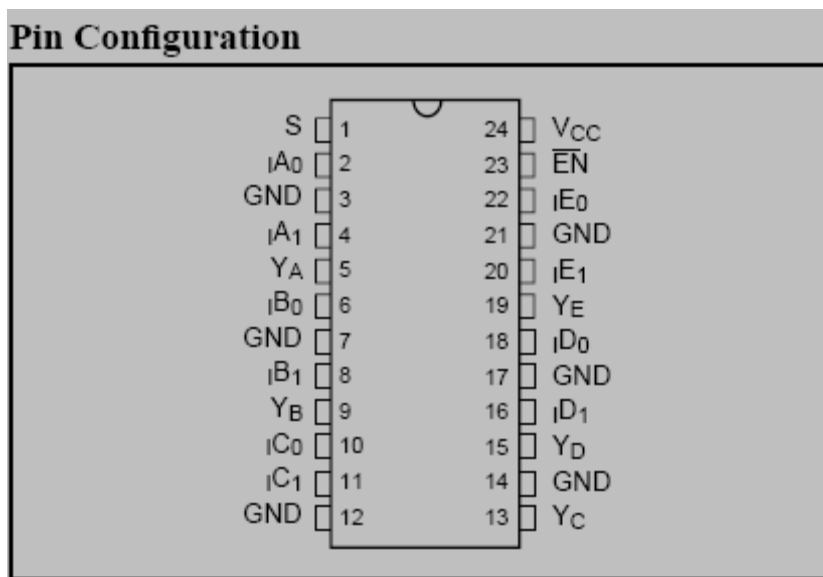 Pin Configuration
S 1 24 VCC
IA0 2 23 EN
GND 3 22 IE0
IA1 4 21 GND
YA 5 20 IE1
IB0 6 19 YE
GND 7 18 ID0
IB1 8 17 GND
YB 9 16 ID1
IC0 10 15 YD
IC1 11 14 GND
GND 12 13 YC